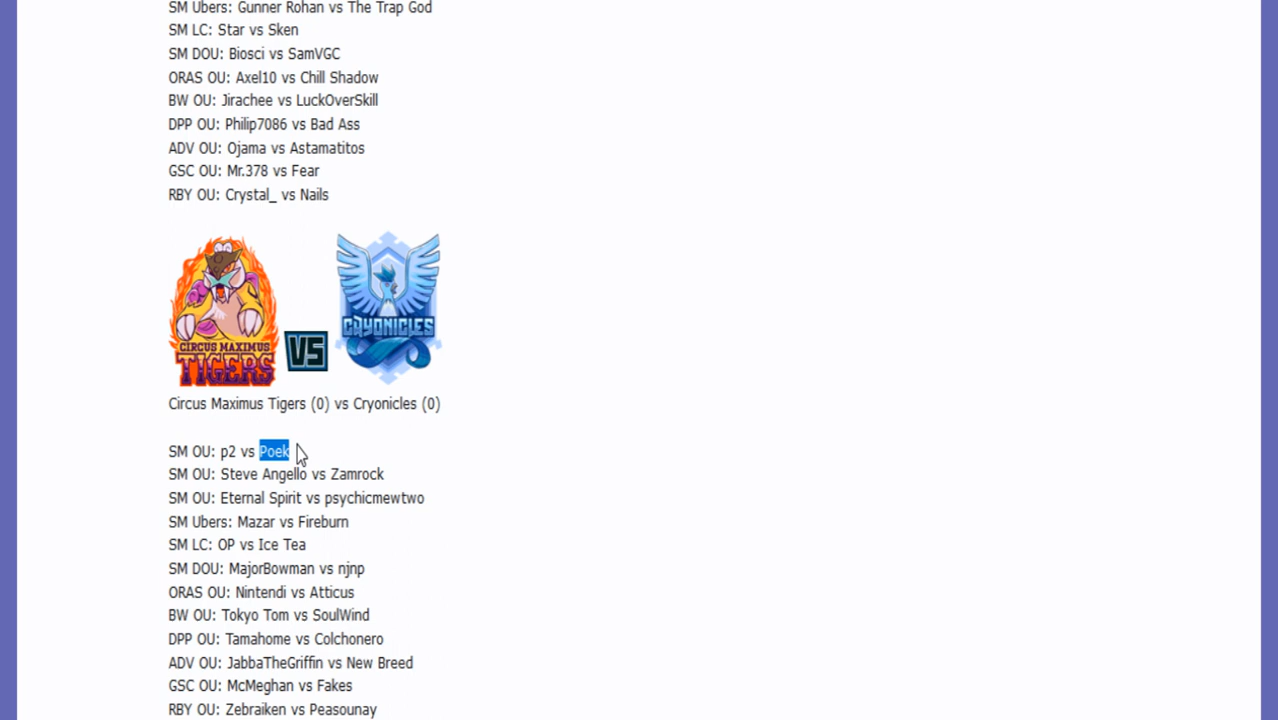 SM Ubers: Gunner Rohan vs The Trap God
SM LC: Star vs Sken
SM DOU: Biosci vs SamVGC
ORAS OU: Axel10 vs Chill Shadow
BW OU: Jirachee vs LuckOverSkill
DPP OU: Philip7086 vs Bad Ass
ADV OU: Ojama vs Astamatitos
GSC OU: Mr.378 vs Fear
RBY OU: Crystal_ vs Nails
CIRCUS MAXIMUS
TIGERS
VS
CRYONICLES
Circus Maximus Tigers (0) vs Cryonicles (0)
SM OU: p2 vs Poek
SM OU: Steve Angello vs Zamrock
SM OU: Eternal Spirit vs psychicmewtwo
SM Ubers: Mazar vs Fireburn
SM LC: OP vs Ice Tea
SM DOU: MajorBowman vs njnp
ORAS OU: Nintendi vs Atticus
BW OU: Tokyo Tom vs SoulWind
DPP OU: Tamahome vs Colchonero
ADV OU: JabbaTheGriffin vs New Breed
GSC OU: McMeghan vs Fakes
RBY OU: Zebraiken vs Peasounay